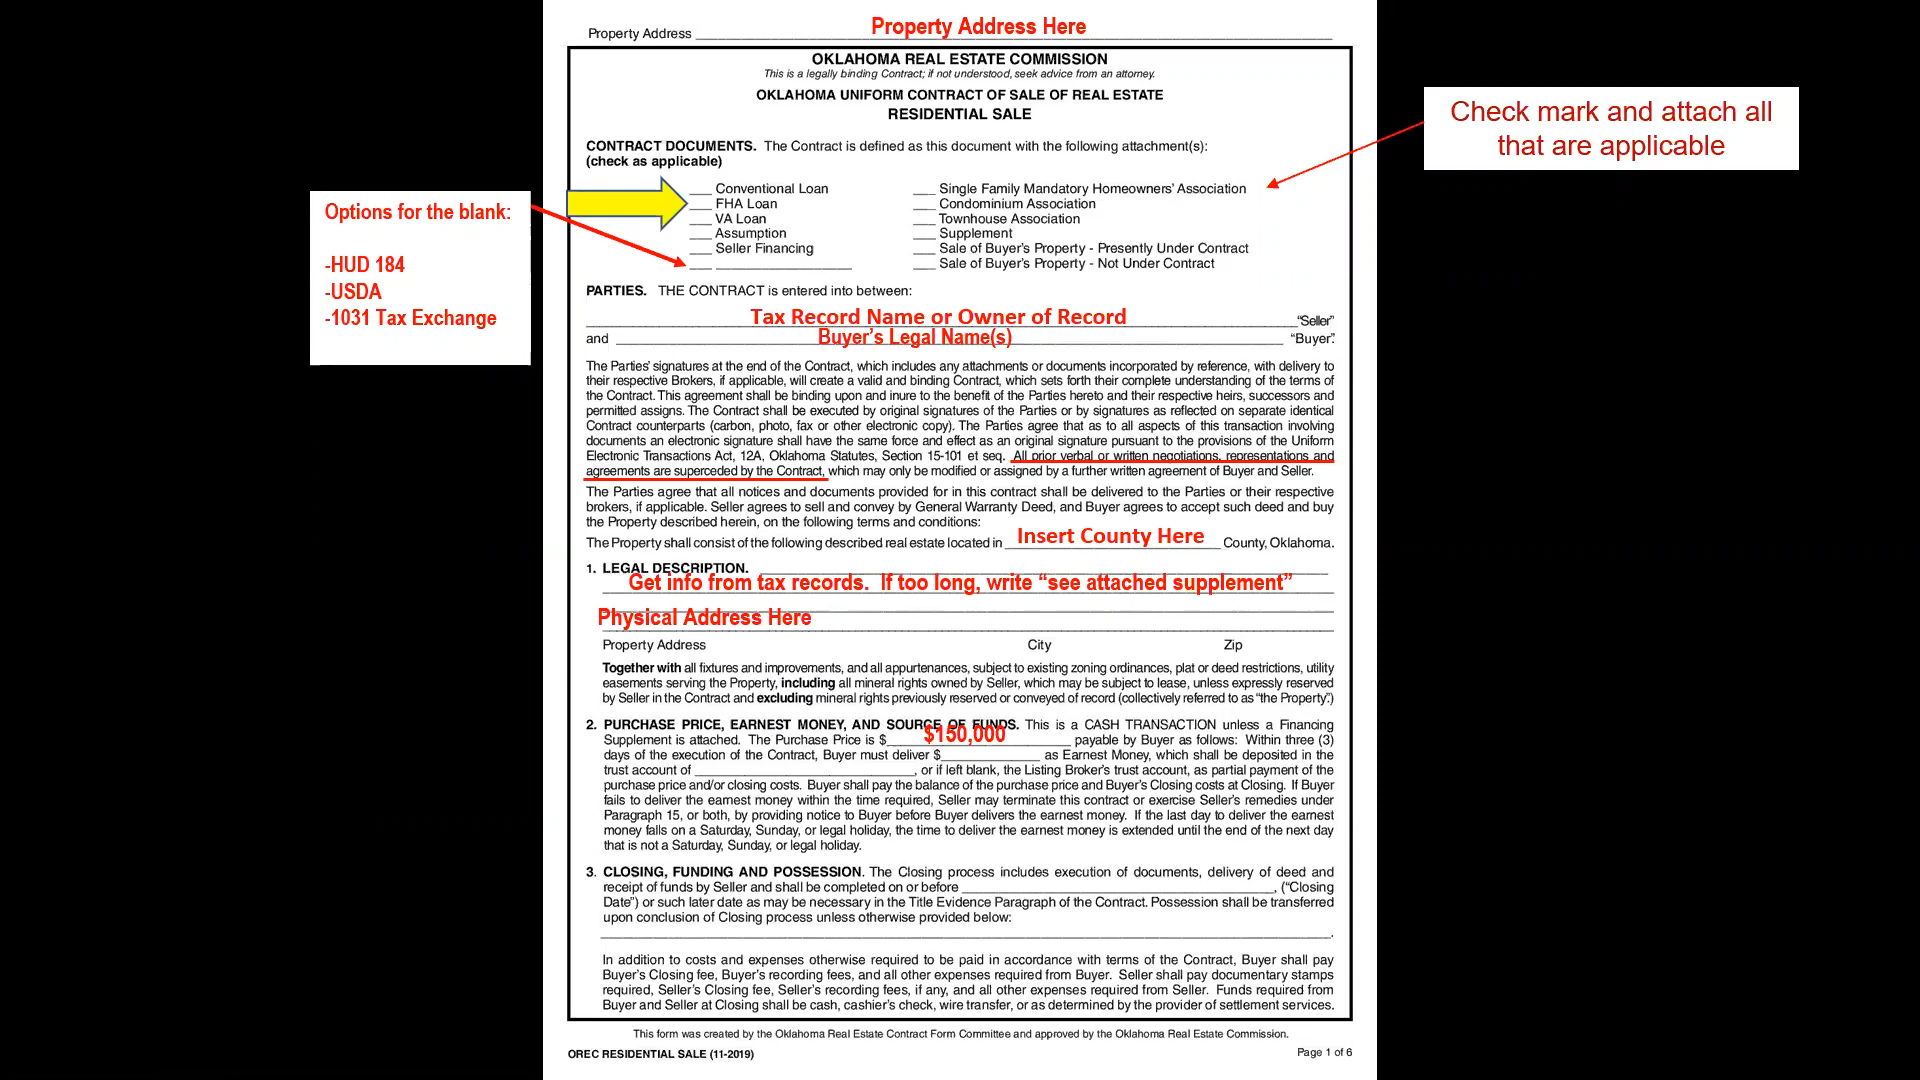 Property Address Property Address Here
OKLAHOMA REAL ESTATE COMMISSION
This is a legally binding Contract; if not understood, seek advice from an attorney.
OKLAHOMA UNIFORM CONTRACT OF SALE OF REAL ESTATE
RESIDENTIAL SALE
Check mark and attach all
that are applicable
CONTRACT DOCUMENTS. The Contract is defined as this document with the following attachment(s):
(check as applicable)
___ Conventional Loan
___ FHA Loan
___ VA Loan
___ Assumption
___ Seller Financing
___ ___________________
___ Single Family Mandatory Homeowners' Association
___ Condominium Association
___ Townhouse Association
___ Supplement
___ Sale of Buyer's Property - Presently Under Contract
___ Sale of Buyer's Property - Not Under Contract
Options for the blank:
-HUD 184
-USDA
-1031 Tax Exchange
PARTIES. THE CONTRACT is entered into between:
Tax Record Name or Owner of Record "Seller"
and Buyer's Legal Name(s) "Buyer".
The Parties' signatures at the end of the Contract, which includes any attachments or documents incorporated by reference, with delivery to
their respective Brokers, if applicable, will create a valid and binding Contract, which sets forth their complete understanding of the terms of
the Contract. This agreement shall be binding upon and inure to the benefit of the Parties hereto and their respective heirs, successors and
permitted assigns. The Contract shall be executed by original signatures of the Parties or by signatures as reflected on separate identical
Contract counterparts (carbon, photo, fax or other electronic copy). The Parties agree that as to all aspects of this transaction involving
documents an electronic signature shall have the same force and effect as an original signature pursuant to the provisions of the Uniform
Electronic Transactions Act, 12A, Oklahoma Statutes, Section 15-101 et seq. All prior verbal or written negotiations, representations and
agreements are superceded by the Contract, which may only be modified or assigned by a further written agreement of Buyer and Seller.
The Parties agree that all notices and documents provided for in this contract shall be delivered to the Parties or their respective
brokers, if applicable. Seller agrees to sell and convey by General Warranty Deed, and Buyer agrees to accept such deed and buy
the Property described herein, on the following terms and conditions:
The Property shall consist of the following described real estate located in Insert County Here County, Oklahoma.
1. LEGAL DESCRIPTION.
Get info from tax records. If too long, write "see attached supplement"
Physical Address Here
Property Address City Zip
Together with all fixtures and improvements, and all appurtenances, subject to existing zoning ordinances, plat or deed restrictions, utility
easements serving the Property, including all mineral rights owned by Seller, which may be subject to lease, unless expressly reserved
by Seller in the Contract and excluding mineral rights previously reserved or conveyed of record (collectively referred to as "the Property".)
2. PURCHASE PRICE, EARNEST MONEY, AND SOURCE OF FUNDS. This is a CASH TRANSACTION unless a Financing
Supplement is attached. The Purchase Price is $ $150,000 payable by Buyer as follows: Within three (3)
days of the execution of the Contract, Buyer must deliver $______________ as Earnest Money, which shall be deposited in the
trust account of ______________________________, or if left blank, the Listing Broker's trust account, as partial payment of the
purchase price and/or closing costs. Buyer shall pay the balance of the purchase price and Buyer's Closing costs at Closing. If Buyer
fails to deliver the earnest money within the time required, Seller may terminate this contract or exercise Seller's remedies under
Paragraph 15, or both, by providing notice to Buyer before Buyer delivers the earnest money. If the last day to deliver the earnest
money falls on a Saturday, Sunday, or legal holiday, the time to deliver the earnest money is extended until the end of the next day
that is not a Saturday, Sunday, or legal holiday.
3. CLOSING, FUNDING AND POSSESSION. The Closing process includes execution of documents, delivery of deed and
receipt of funds by Seller and shall be completed on or before ____________________________________________, ("Closing
Date") or such later date as may be necessary in the Title Evidence Paragraph of the Contract. Possession shall be transferred
upon conclusion of Closing process unless otherwise provided below:
.
In addition to costs and expenses otherwise required to be paid in accordance with terms of the Contract, Buyer shall pay
Buyer's Closing fee, Buyer's recording fees, and all other expenses required from Buyer. Seller shall pay documentary stamps
required, Seller's Closing fee, Seller's recording fees, if any, and all other expenses required from Seller. Funds required from
Buyer and Seller at Closing shall be cash, cashier's check, wire transfer, or as determined by the provider of settlement services.
This form was created by the Oklahoma Real Estate Contract Form Committee and approved by the Oklahoma Real Estate Commission.
OREC RESIDENTIAL SALE (11-2019) Page 1 of 6